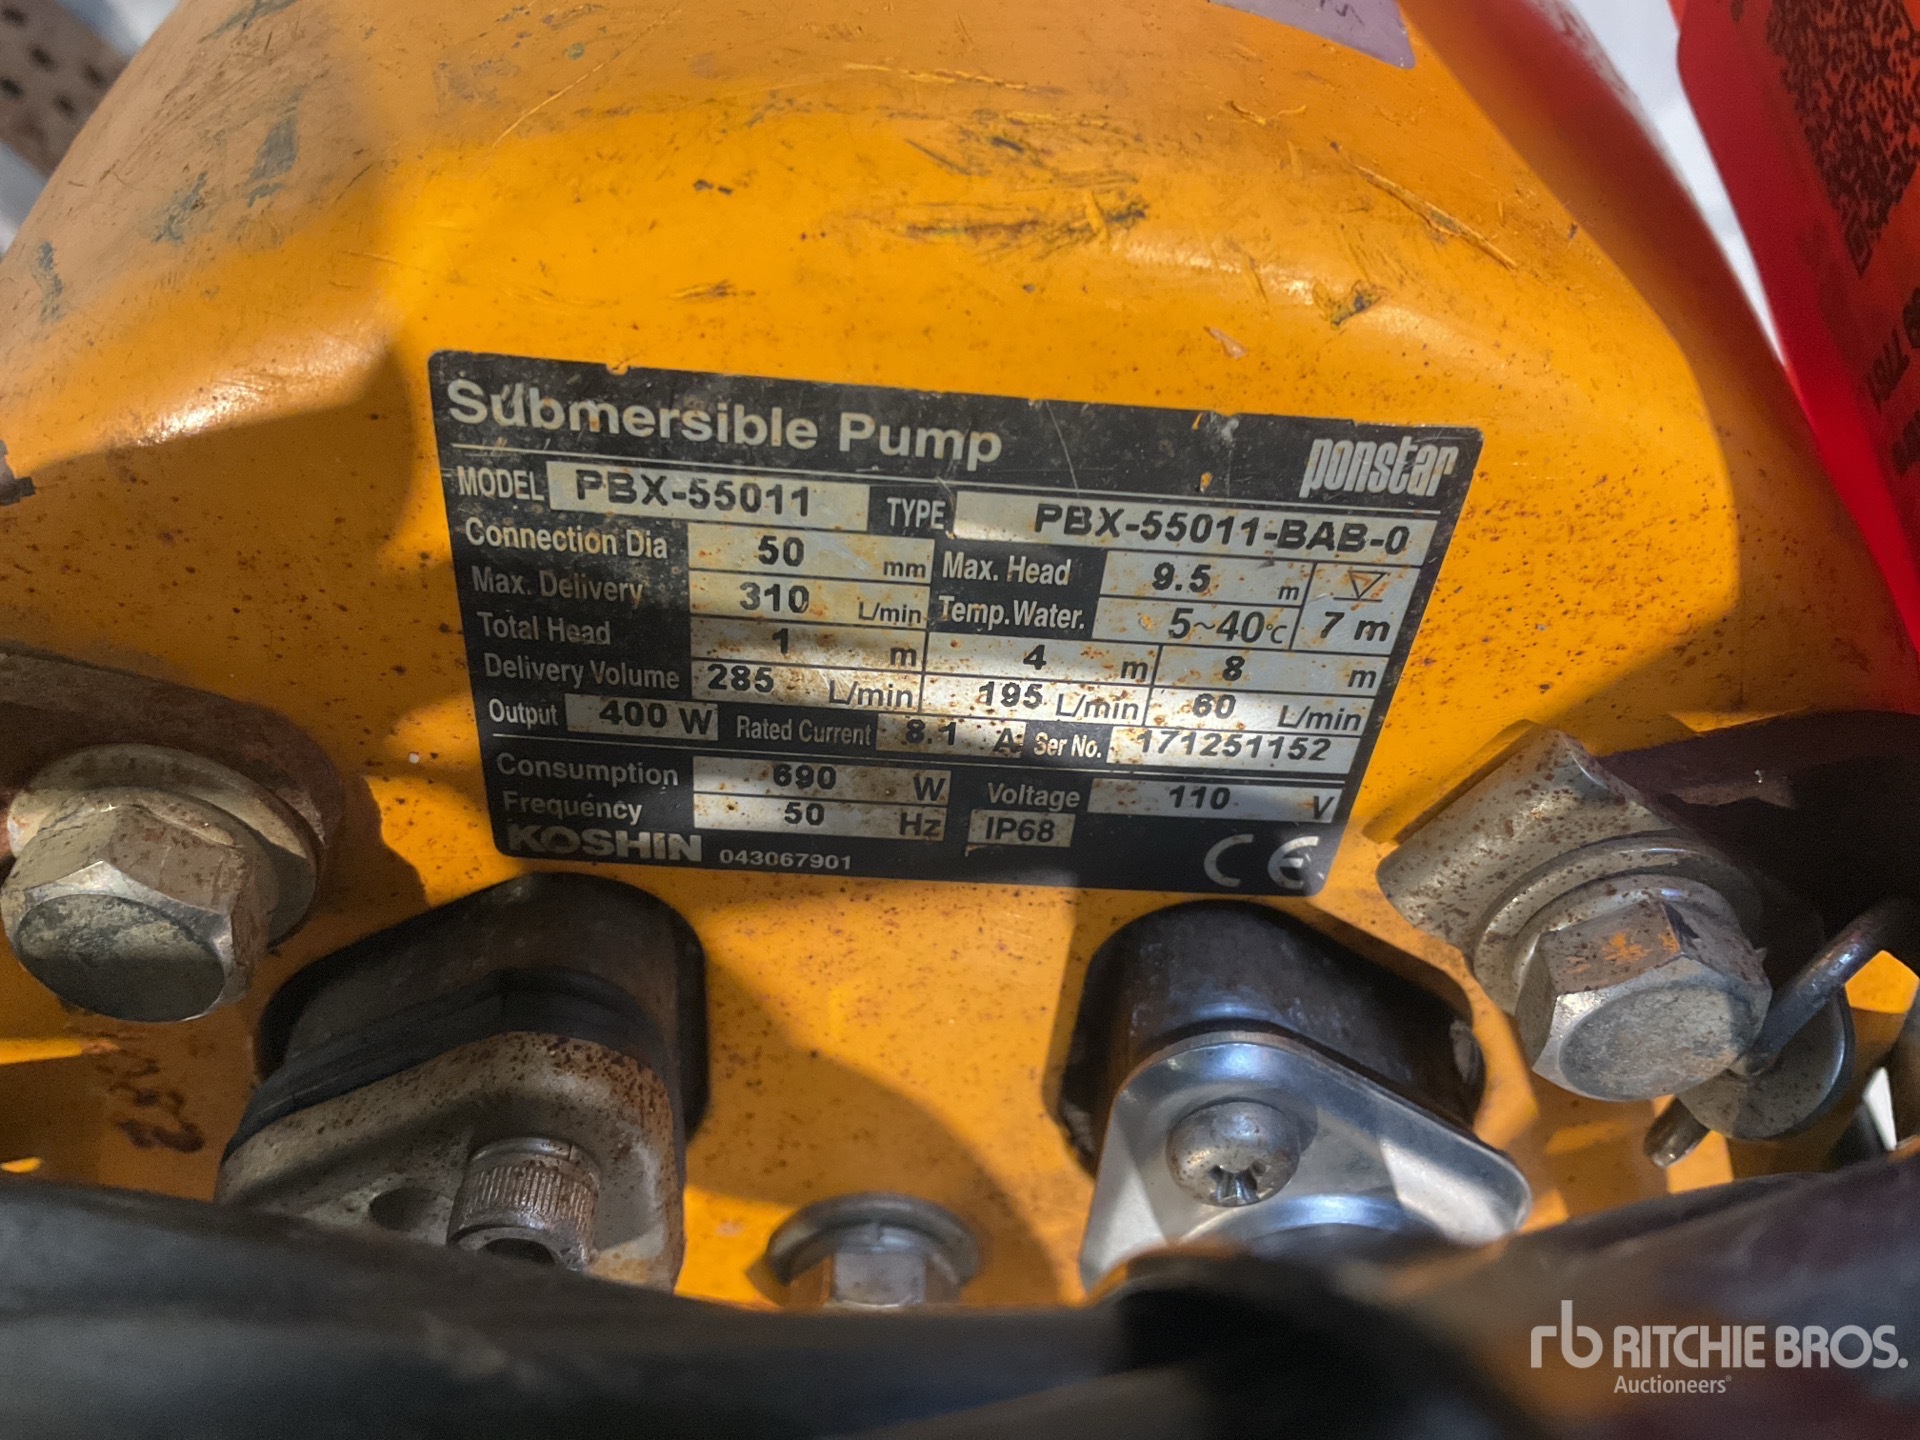 Submersible Pump ponstar
MODEL PBX-55011 TYPE PBX-55011-BAB-0
Connection Dia 50 mm Max. Head 9.5 m
Max. Delivery 310 L/min Temp.Water. 5~40°C 7 m
Total Head 1 m 4 m 8 m
Delivery Volume 285 L/min 195 L/min 60 L/min
Output 400 W Rated Current 8.1 A Ser No. 171251152
Consumption 690 W Voltage 110 V
Frequency 50 Hz IP68
KOSHIN 043067901 CE
rb RITCHIE BROS.
Auctioneers®